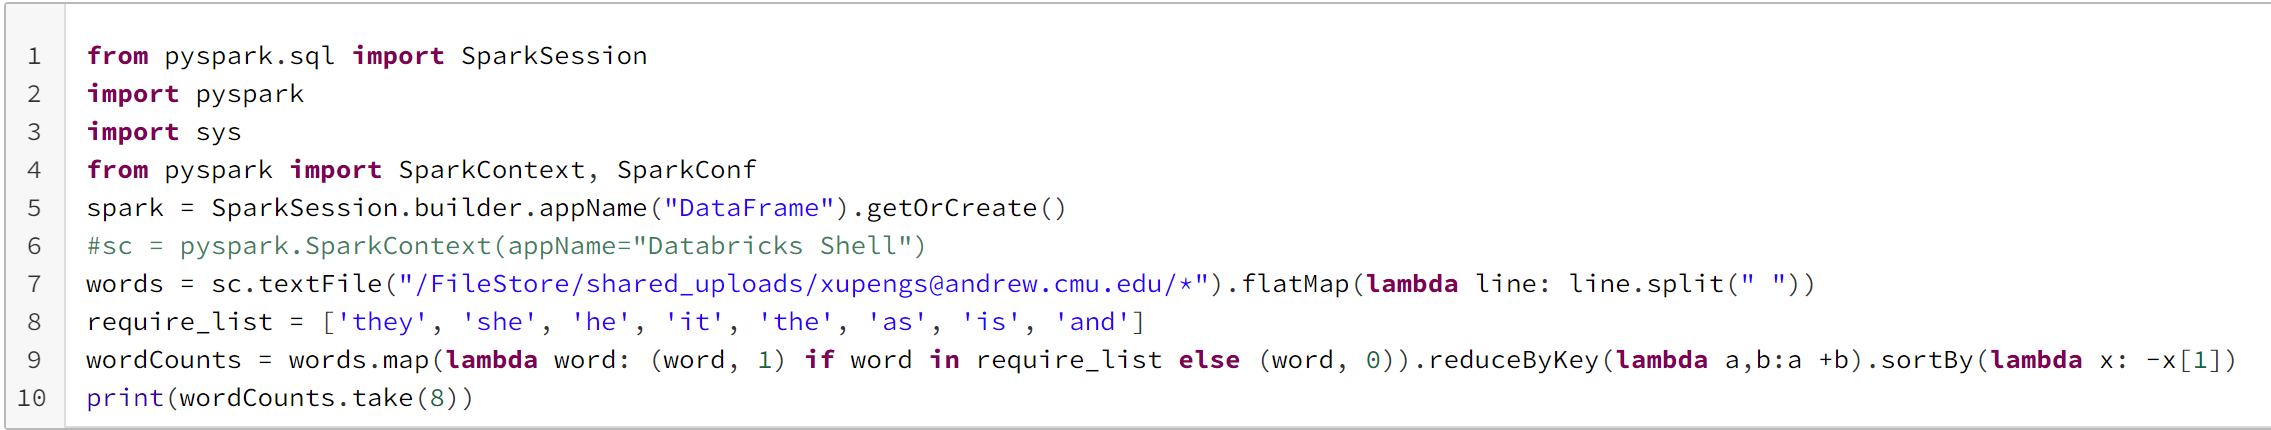 1 from pyspark.sql import SparkSession
2 import pyspark
3 import sys
4 from pyspark import SparkContext, SparkConf
5 spark = SparkSession.builder.appName("DataFrame").getOrCreate()
6 #sc = pyspark.SparkContext(appName="Databricks Shell")
7 words = sc.textFile("/FileStore/shared_uploads/xupengs@andrew.cmu.edu/*").flatMap(lambda line: line.split(" "))
8 require_list = ['they', 'she', 'he', 'it', 'the', 'as', 'is', 'and']
9 wordCounts = words.map(lambda word: (word, 1) if word in require_list else (word, 0)).reduceByKey(lambda a,b:a +b).sortBy(lambda x: -x[1])
10 print(wordCounts.take(8))